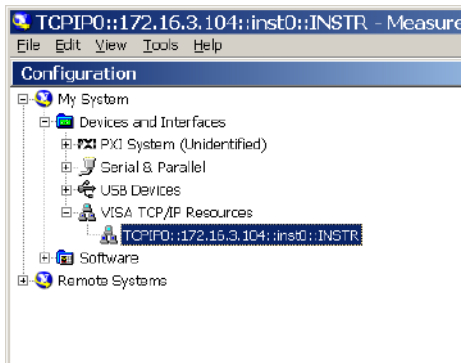 TCPIP0::172.16.3.104::inst0::INSTR - Measure
File Edit View Tools Help
Configuration
My System
Devices and Interfaces
PXI PXI System (Unidentified)
Serial & Parallel
USB Devices
VISA TCP/IP Resources
TCPIP0::172.16.3.104::inst0::INSTR
Software
Remote Systems